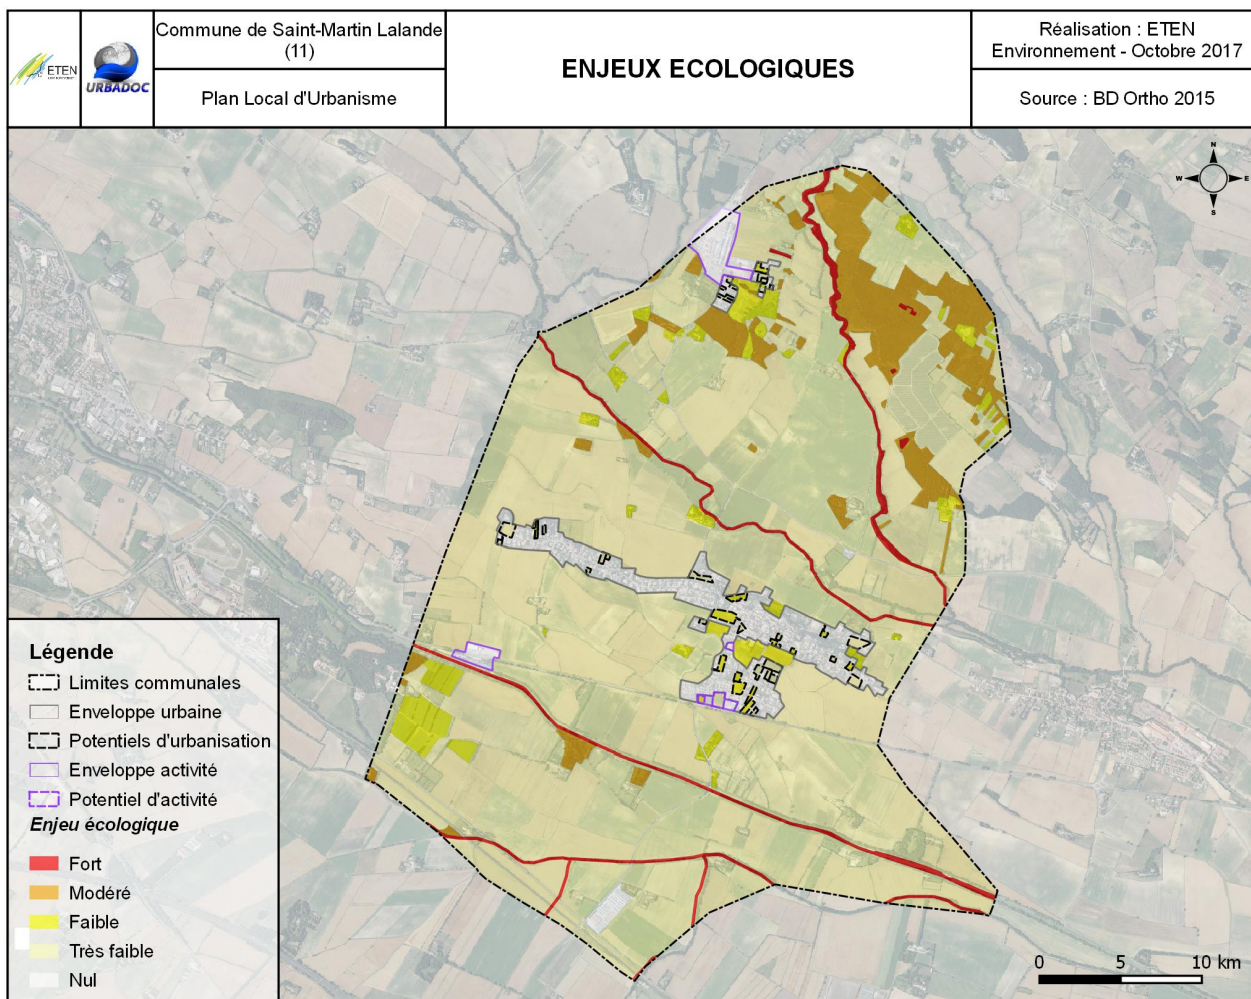 ETEN
URBADOC
Commune de Saint-Martin Lalande
(11)
Plan Local d'Urbanisme
ENJEUX ECOLOGIQUES
Réalisation : ETEN
Environnement - Octobre 2017
Source : BD Ortho 2015
N
W
E
S
Légende
Limites communales
Enveloppe urbaine
Potentiels d'urbanisation
Enveloppe activité
Potentiel d'activité
Enjeu écologique
Fort
Modéré
Faible
Très faible
Nul
0 5 10 km